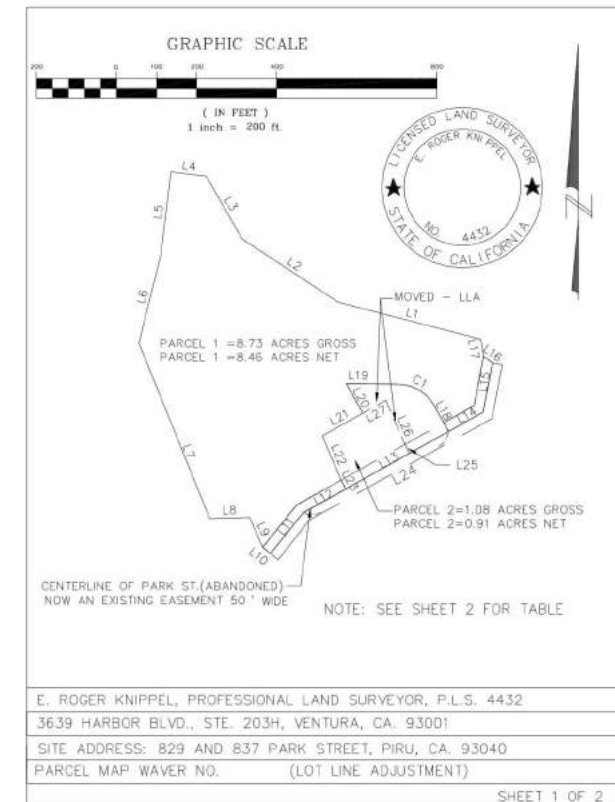 GRAPHIC SCALE
200 0 100 200 400 800
( IN FEET )
1 inch = 200 ft.
LICENSED LAND SURVEYOR
E. ROGER KNIPPEL
NO. 4432
STATE OF CALIFORNIA
L4
L3
L5
L2
L6
MOVED - LLA
L1
L17
L16
PARCEL 1 =8.73 ACRES GROSS
PARCEL 1 =8.46 ACRES NET
L19
C1
L15
L20
L27
L18
L14
L21
L26
L7
L22
L13
L25
L23
L24
L12
L8
L11
PARCEL 2=1.08 ACRES GROSS
PARCEL 2=0.91 ACRES NET
L9
L10
CENTERLINE OF PARK ST.(ABANDONED)
NOW AN EXISTING EASEMENT 50 ' WIDE
NOTE: SEE SHEET 2 FOR TABLE
E. ROGER KNIPPEL, PROFESSIONAL LAND SURVEYOR, P.L.S. 4432
3639 HARBOR BLVD., STE. 203H, VENTURA, CA. 93001
SITE ADDRESS: 829 AND 837 PARK STREET, PIRU, CA. 93040
PARCEL MAP WAVER NO. (LOT LINE ADJUSTMENT)
SHEET 1 OF 2